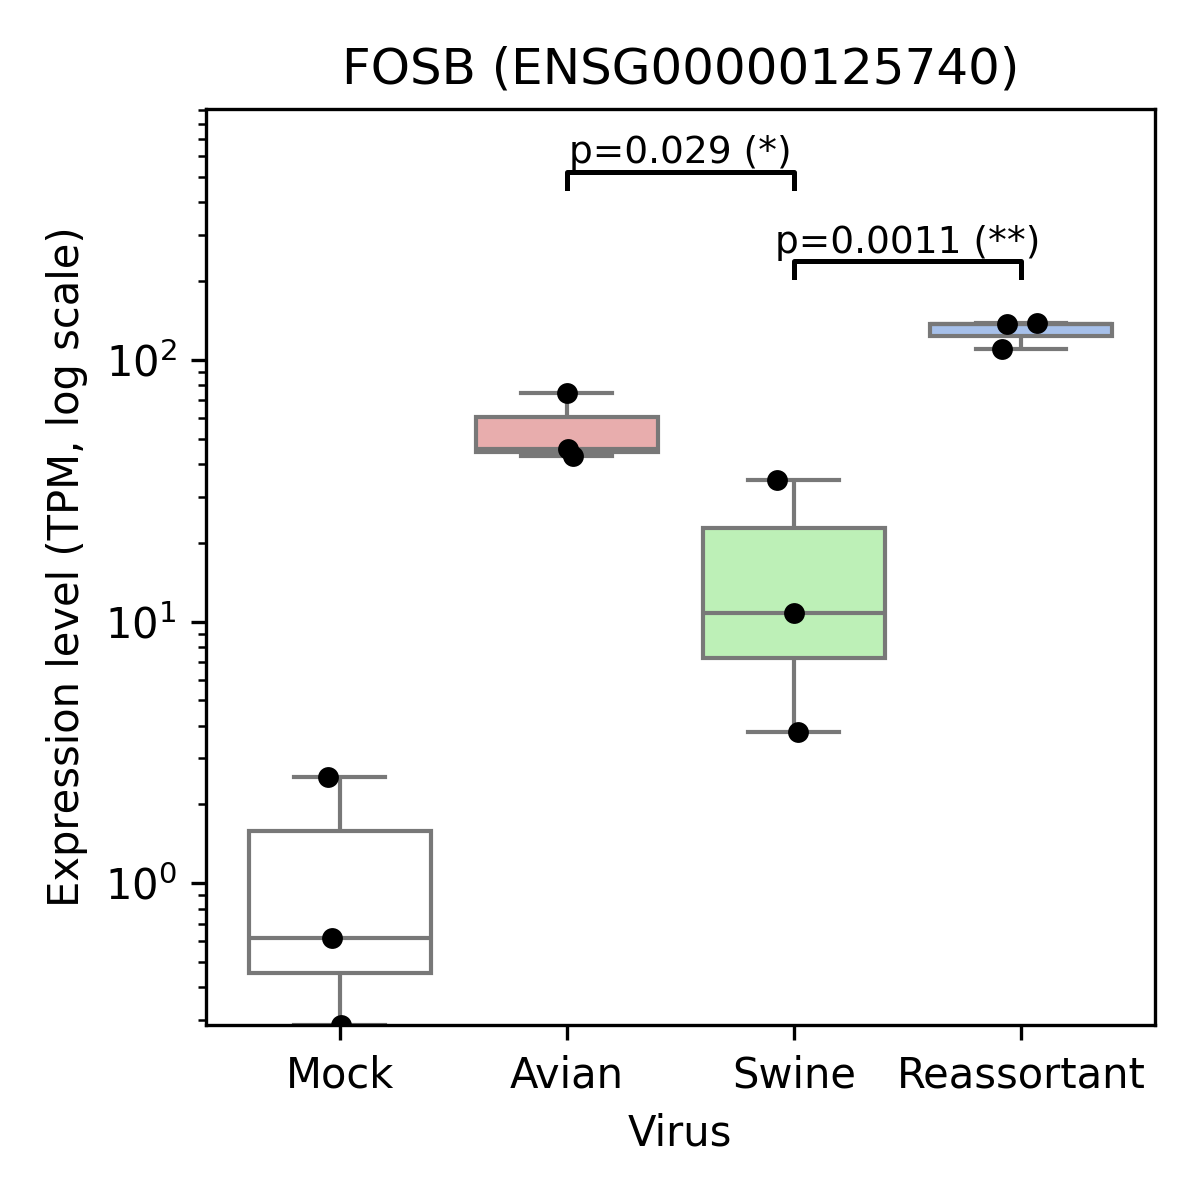 FOSB (ENSG00000125740)
p=0.029 (*)
p=0.0011 (**)
Expression level (TPM, log scale)
10²
10¹
10⁰
Mock Avian Swine Reassortant
Virus